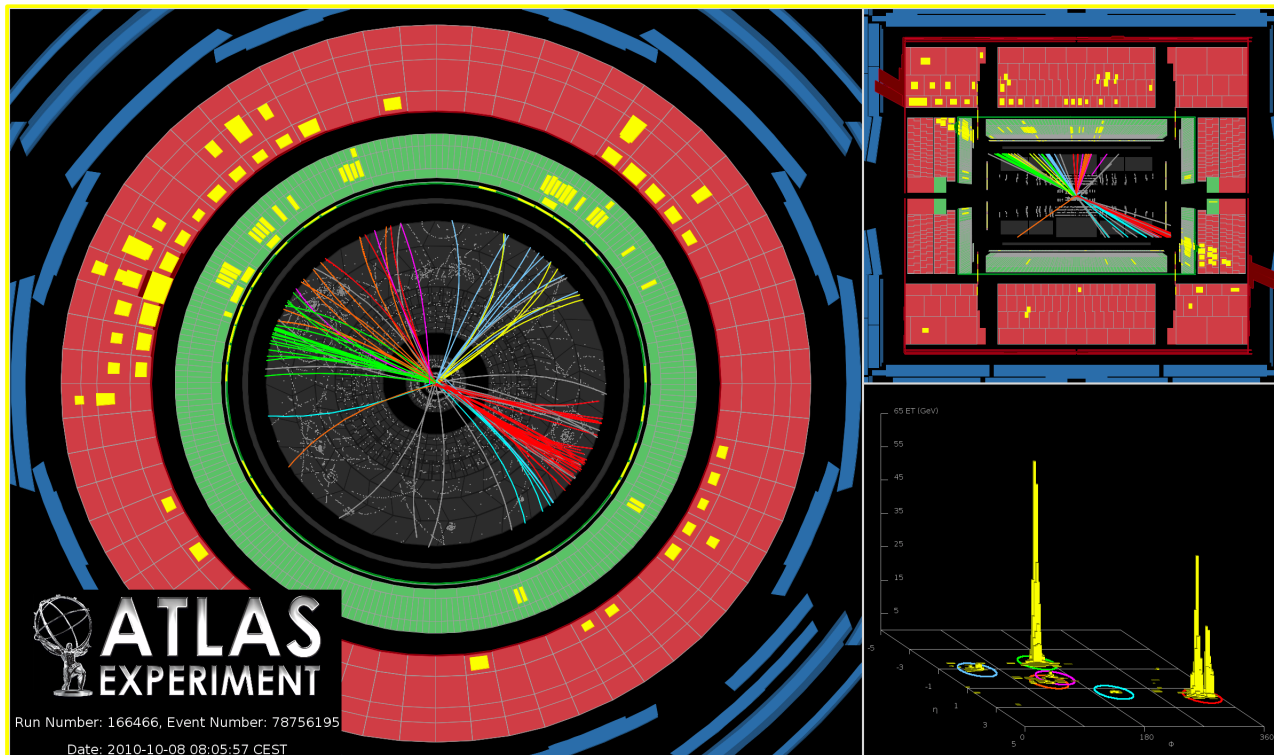 ATLAS
EXPERIMENT
Run Number: 166466, Event Number: 78756195
Date: 2010-10-08 08:05:57 CEST
65 ET (GeV)
55
45
35
25
15
5
-5
-3
-1
1
3
5
η
0
180
360
Φ